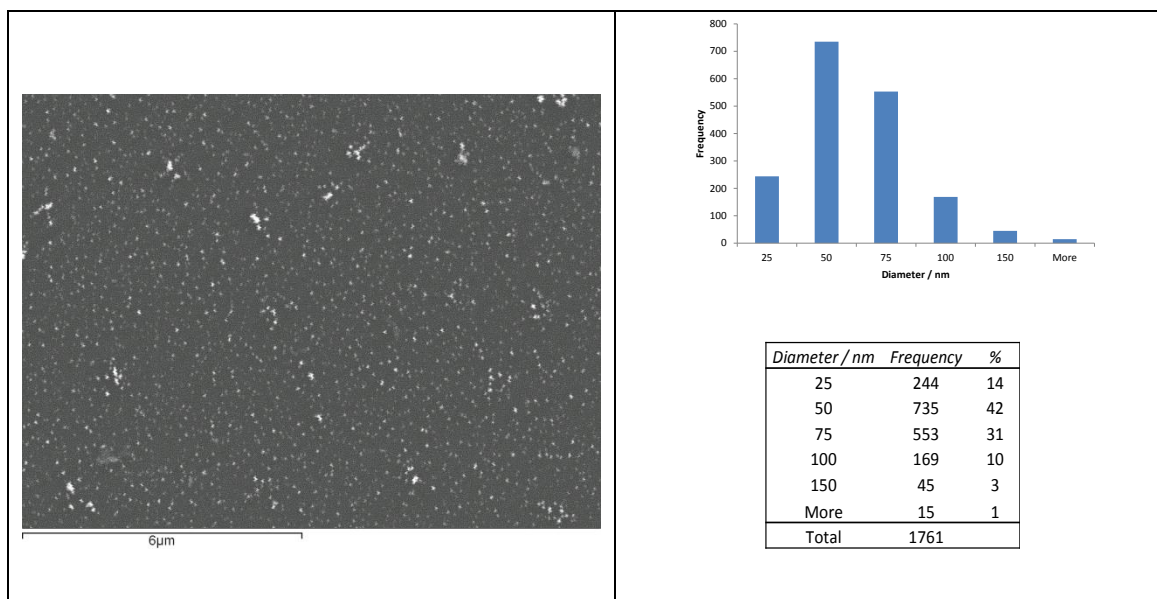 800
700
600
500
400
300
200
100
0
Frequency
25 50 75 100 150 More
Diameter / nm
6µm
Diameter / nm Frequency %
25 244 14
50 735 42
75 553 31
100 169 10
150 45 3
More 15 1
Total 1761